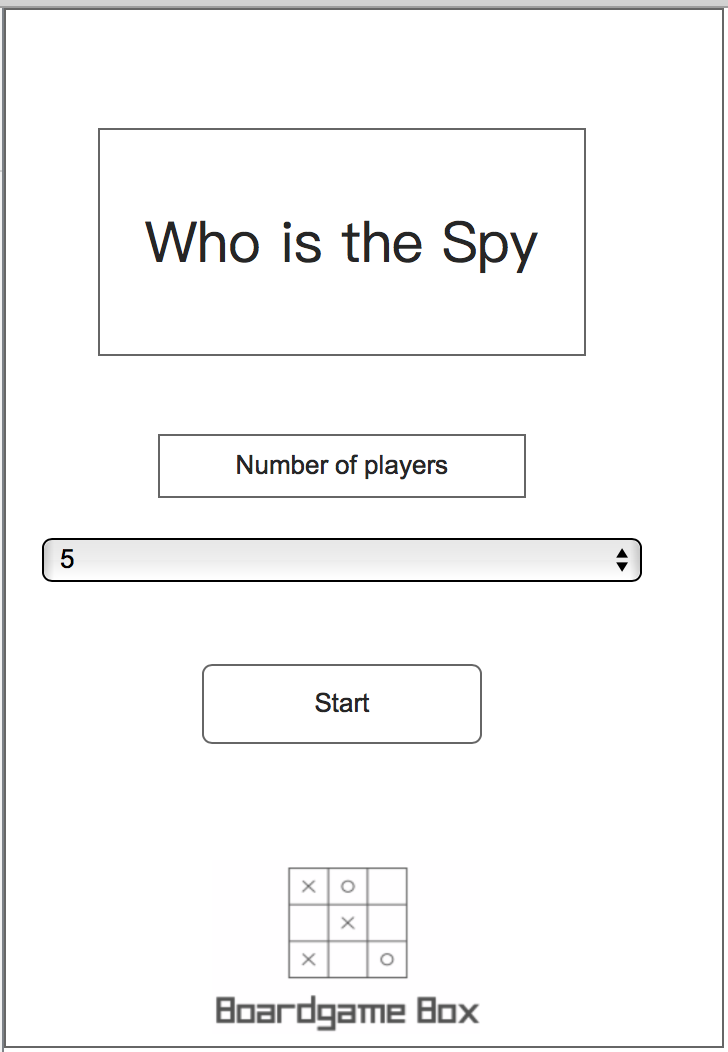 Who is the Spy
Number of players
5
Start
× ○
×
× ○
Boardgame Box